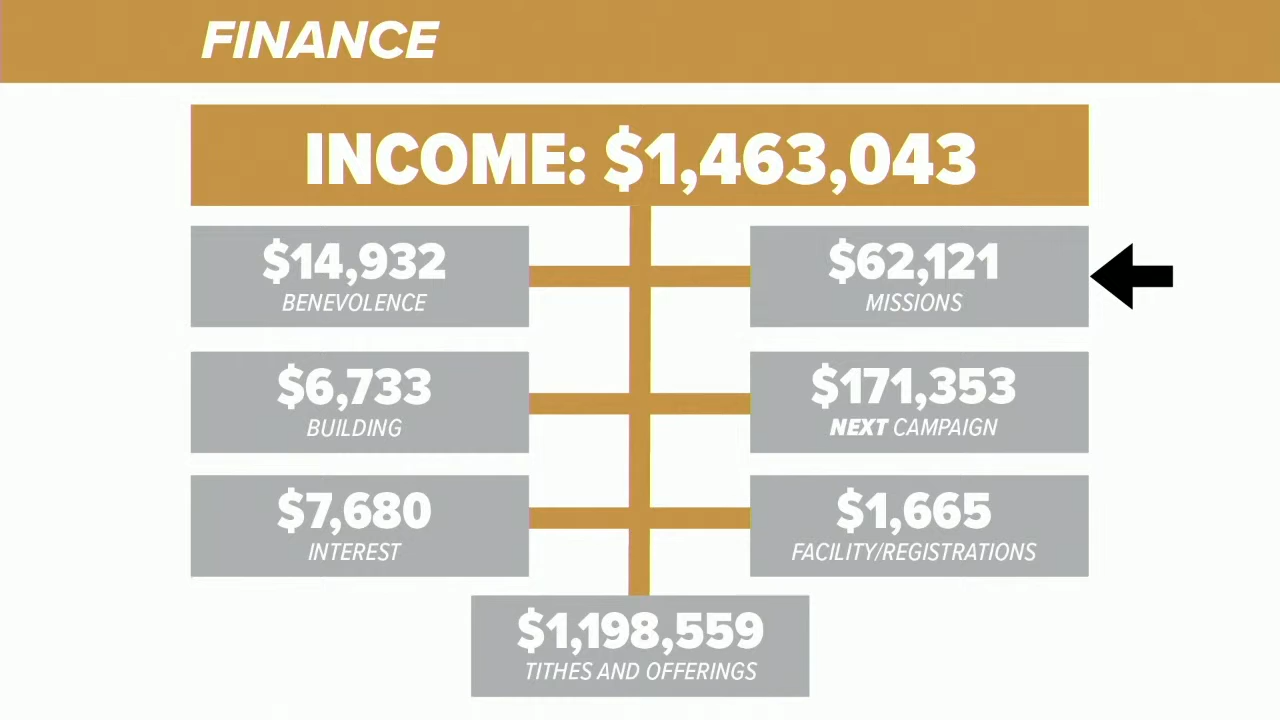 FINANCE
INCOME: $1,463,043
$14,932
BENEVOLENCE
$62,121
MISSIONS
$6,733
BUILDING
$171,353
NEXT CAMPAIGN
$7,680
INTEREST
$1,665
FACILITY/REGISTRATIONS
$1,198,559
TITHES AND OFFERINGS